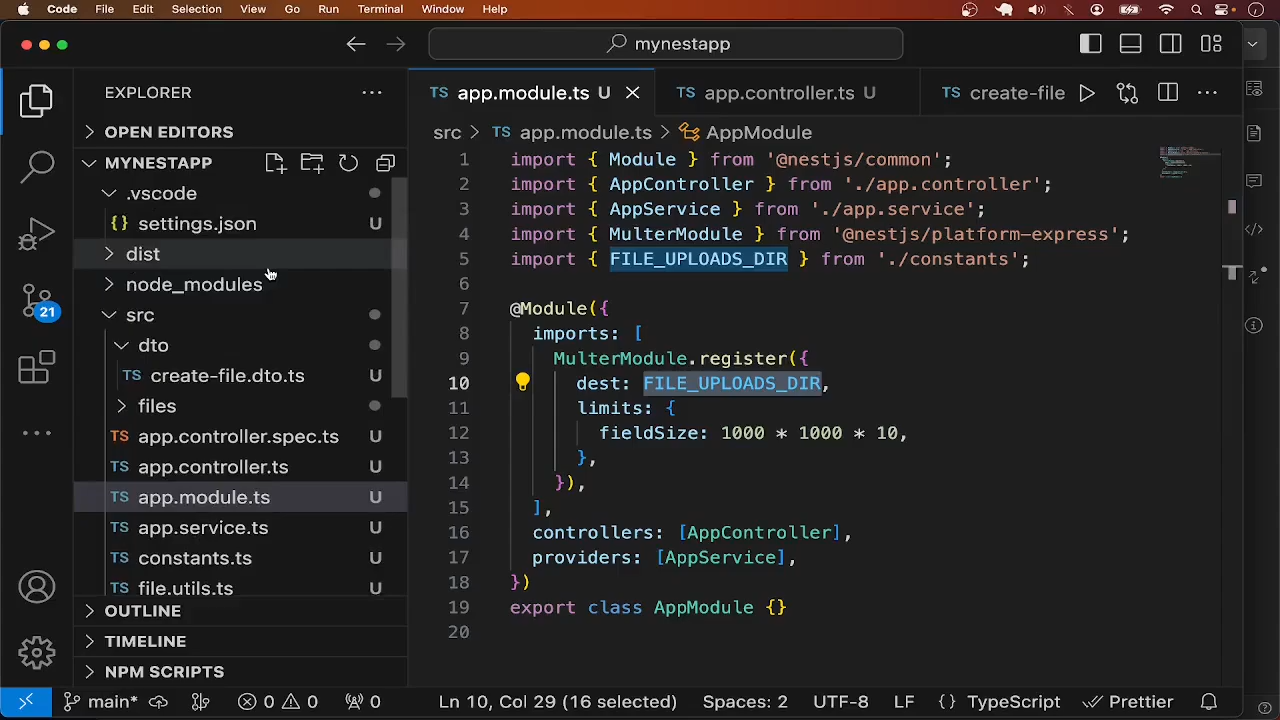 Code File Edit Selection View Go Run Terminal Window Help
mynestapp
EXPLORER
OPEN EDITORS
MYNESTAPP
.vscode
{} settings.json U
dist
node_modules
src
dto
TS create-file.dto.ts U
files
TS app.controller.spec.ts U
TS app.controller.ts U
TS app.module.ts U
TS app.service.ts U
TS constants.ts U
TS file.utils.ts U
OUTLINE
TIMELINE
NPM SCRIPTS
21
TS app.module.ts U
TS app.controller.ts U
TS create-file
src > TS app.module.ts > AppModule
1 import { Module } from '@nestjs/common';
2 import { AppController } from './app.controller';
3 import { AppService } from './app.service';
4 import { MulterModule } from '@nestjs/platform-express';
5 import { FILE_UPLOADS_DIR } from './constants';
6
7 @Module({
8 imports: [
9 MulterModule.register({
10 dest: FILE_UPLOADS_DIR,
11 limits: {
12 fieldSize: 1000 * 1000 * 10,
13 },
14 }),
15 ],
16 controllers: [AppController],
17 providers: [AppService],
18 })
19 export class AppModule {}
20
main* 0 0 0 Ln 10, Col 29 (16 selected) Spaces: 2 UTF-8 LF {} TypeScript Prettier